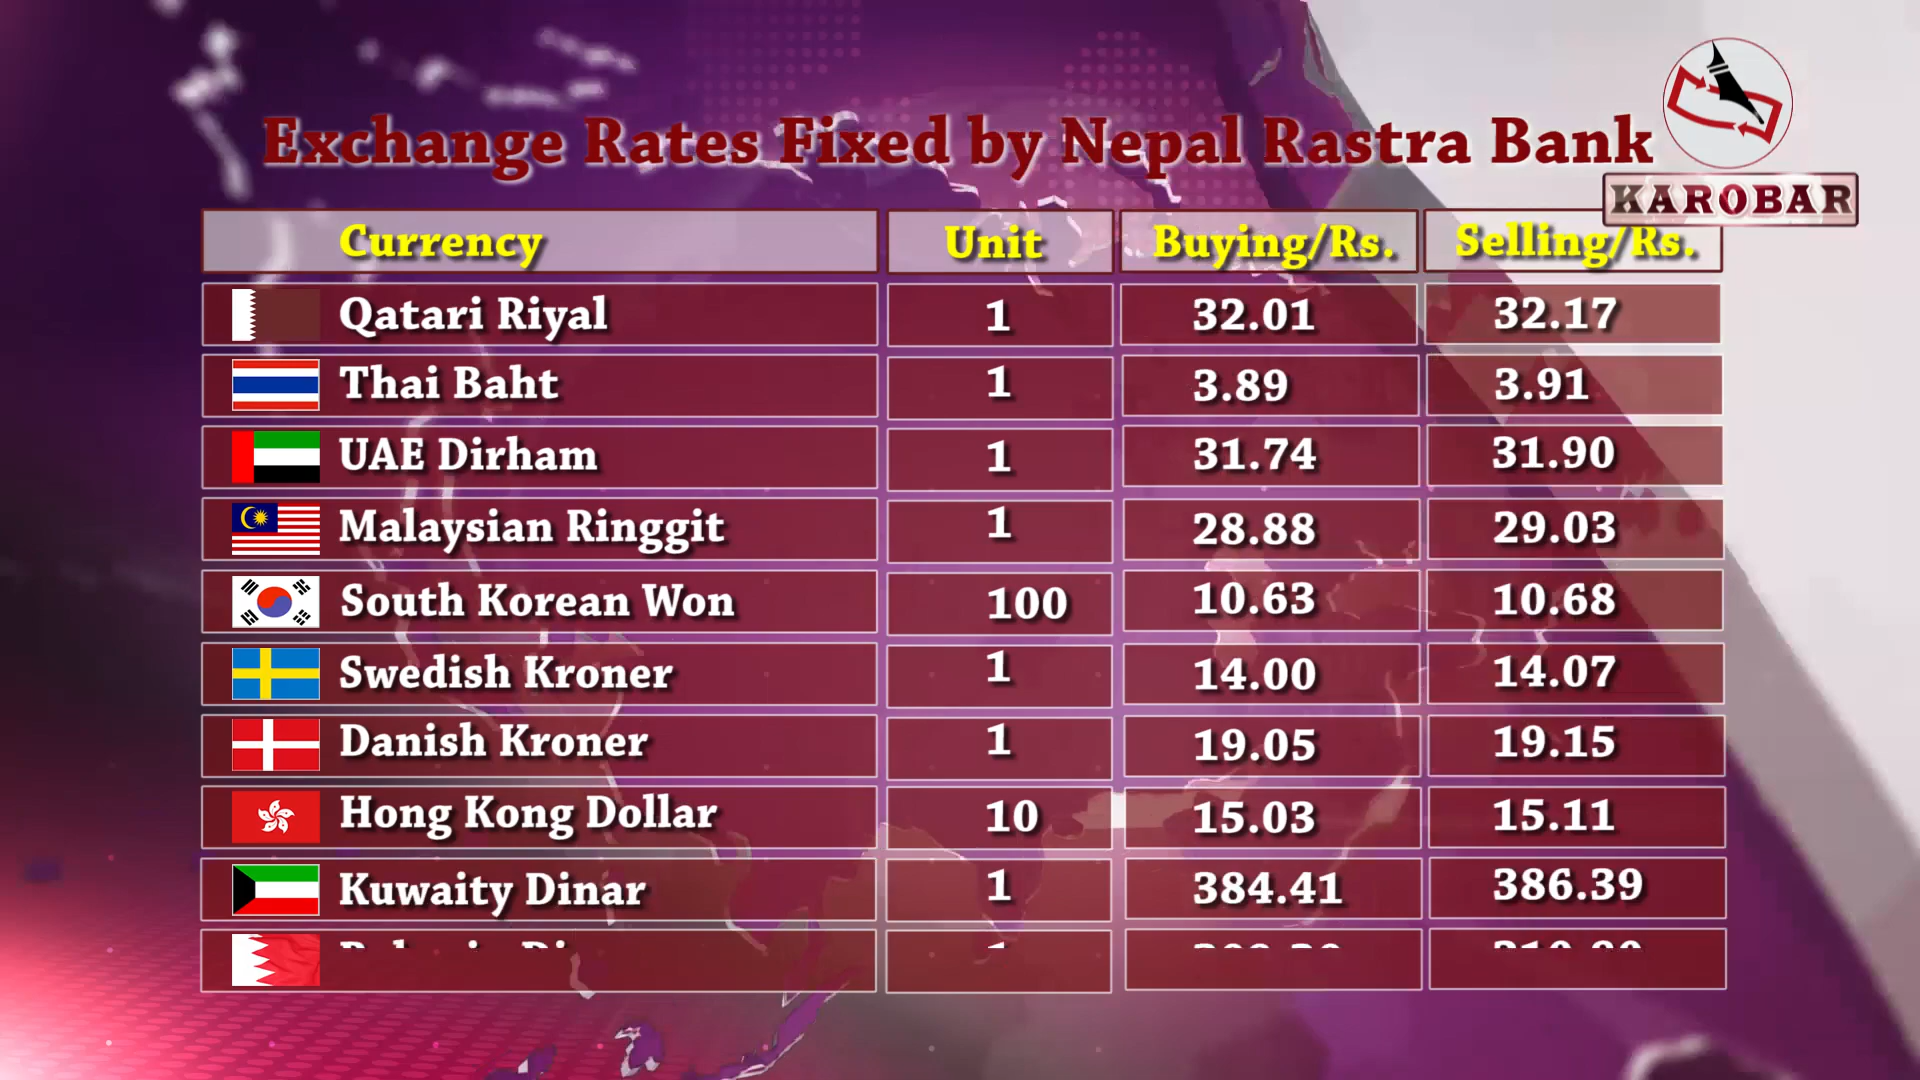 Exchange Rates Fixed by Nepal Rastra Bank
KAROBAR
Currency Unit Buying/Rs. Selling/Rs.
Qatari Riyal 1 32.01 32.17
Thai Baht 1 3.89 3.91
UAE Dirham 1 31.74 31.90
Malaysian Ringgit 1 28.88 29.03
South Korean Won 100 10.63 10.68
Swedish Kroner 1 14.00 14.07
Danish Kroner 1 19.05 19.15
Hong Kong Dollar 10 15.03 15.11
Kuwaity Dinar 1 384.41 386.39